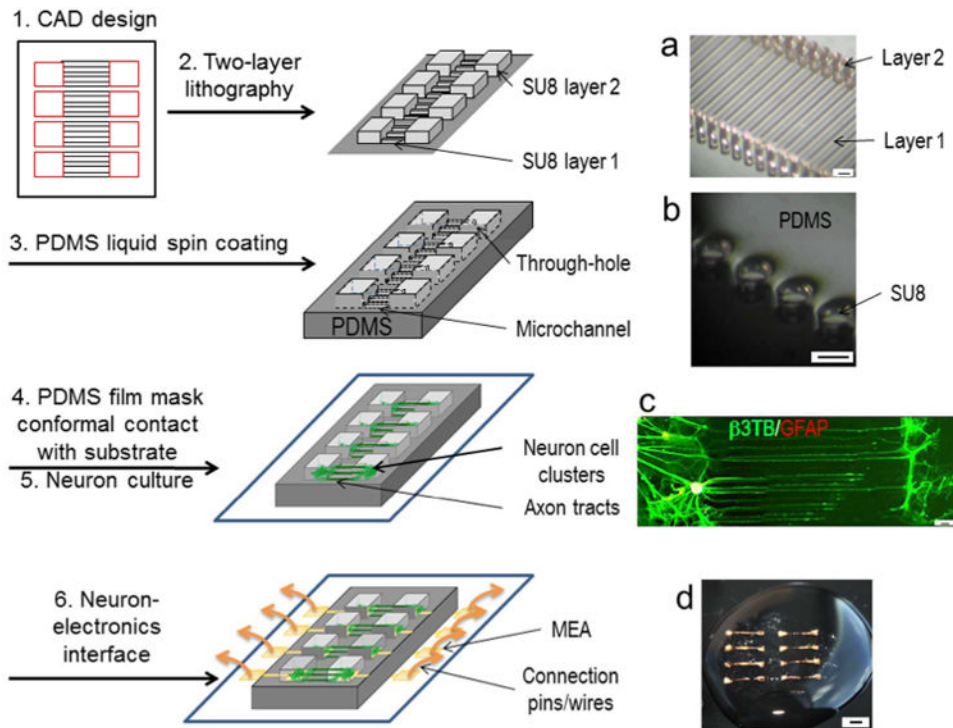 1. CAD design
2. Two-layer
lithography
SU8 layer 2
SU8 layer 1
a
Layer 2
Layer 1
3. PDMS liquid spin coating
Through-hole
Microchannel
PDMS
b
PDMS
SU8
4. PDMS film mask
conformal contact
with substrate
5. Neuron culture
Neuron cell
clusters
Axon tracts
c
β3TB/GFAP
6. Neuron-
electronics
interface
MEA
Connection
pins/wires
d